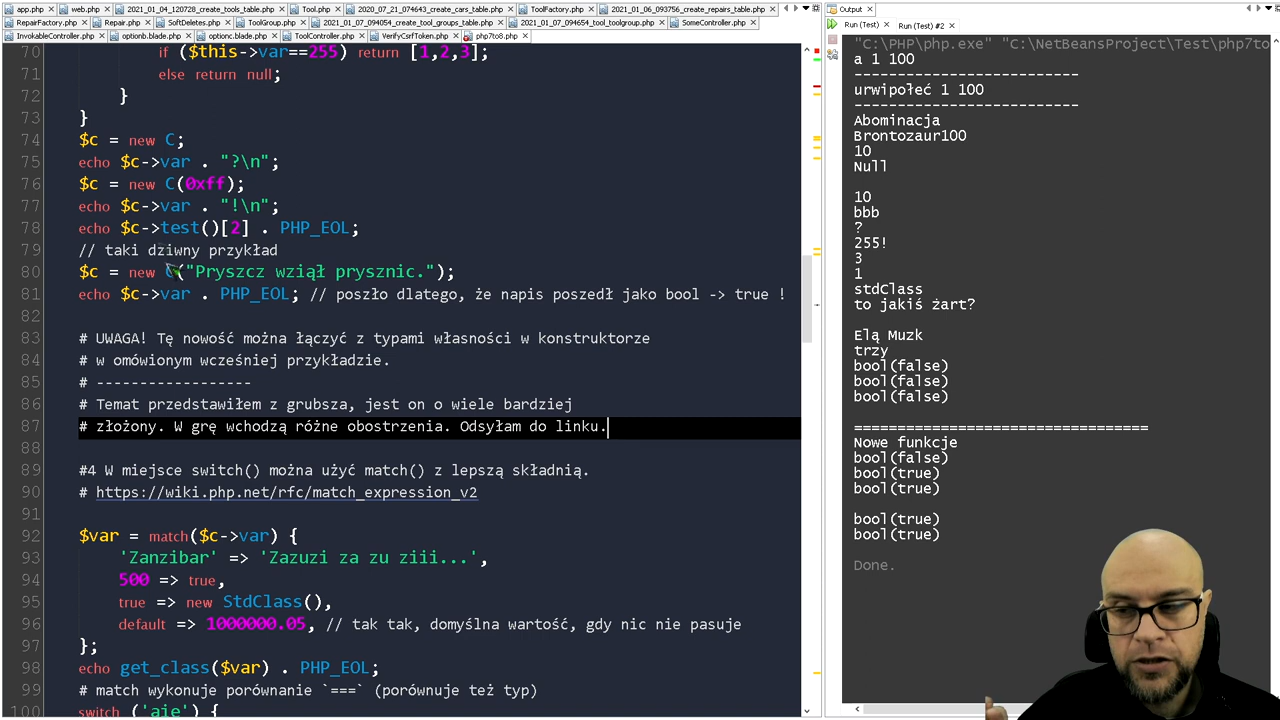 app.php
web.php
2021_01_04_120728_create_tools_table.php
Tool.php
2020_07_21_074643_create_cars_table.php
ToolFactory.php
2021_01_06_093756_create_repairs_table.php
RepairFactory.php
Repair.php
SoftDeletes.php
ToolGroup.php
2021_01_07_094054_create_tool_groups_table.php
2021_01_07_094654_tool_toolgroup.php
SomeController.php
InvokableController.php
optionb.blade.php
optionc.blade.php
ToolController.php
VerifyCsrfToken.php
php7to8.php
70 if ($this->var==255) return [1,2,3];
71 else return null;
72 }
73 }
74 $c = new C;
75 echo $c->var . "?\n";
76 $c = new C(0xff);
77 echo $c->var . "!\n";
78 echo $c->test()[2] . PHP_EOL;
79 // taki dziwny przykład
80 $c = new C("Pryszcz wziął prysznic.");
81 echo $c->var . PHP_EOL; // poszło dlatego, że napis poszedł jako bool -> true !
82
83 # UWAGA! Tę nowość można łączyć z typami własności w konstruktorze
84 # w omówionym wcześniej przykładzie.
85 # ------------------
86 # Temat przedstawiłem z grubsza, jest on o wiele bardziej
87 # złożony. W grę wchodzą różne obostrzenia. Odsyłam do linku.
88
89 #4 W miejsce switch() można użyć match() z lepszą składnią.
90 # https://wiki.php.net/rfc/match_expression_v2
91
92 $var = match($c->var) {
93 'Zanzibar' => 'Zazuzi za zu ziii...',
94 500 => true,
95 true => new StdClass(),
96 default => 1000000.05, // tak tak, domyślna wartość, gdy nic nie pasuje
97 };
98 echo get_class($var) . PHP_EOL;
99 # match wykonuje porównanie `===` (porównuje też typ)
100 switch ('aie') {
Output
Run (Test)
Run (Test) #2
"C:\PHP\php.exe" "C:\NetBeansProject\Test\php7to
a 1 100
--------------------------
urwipołeć 1 100
--------------------------
Abominacja
Brontozaur100
10
Null
10
bbb
?
255!
3
1
stdClass
to jakiś żart?
Elą Muzk
trzy
bool(false)
bool(false)
bool(false)
==================================
Nowe funkcje
bool(false)
bool(true)
bool(true)
bool(true)
bool(true)
Done.